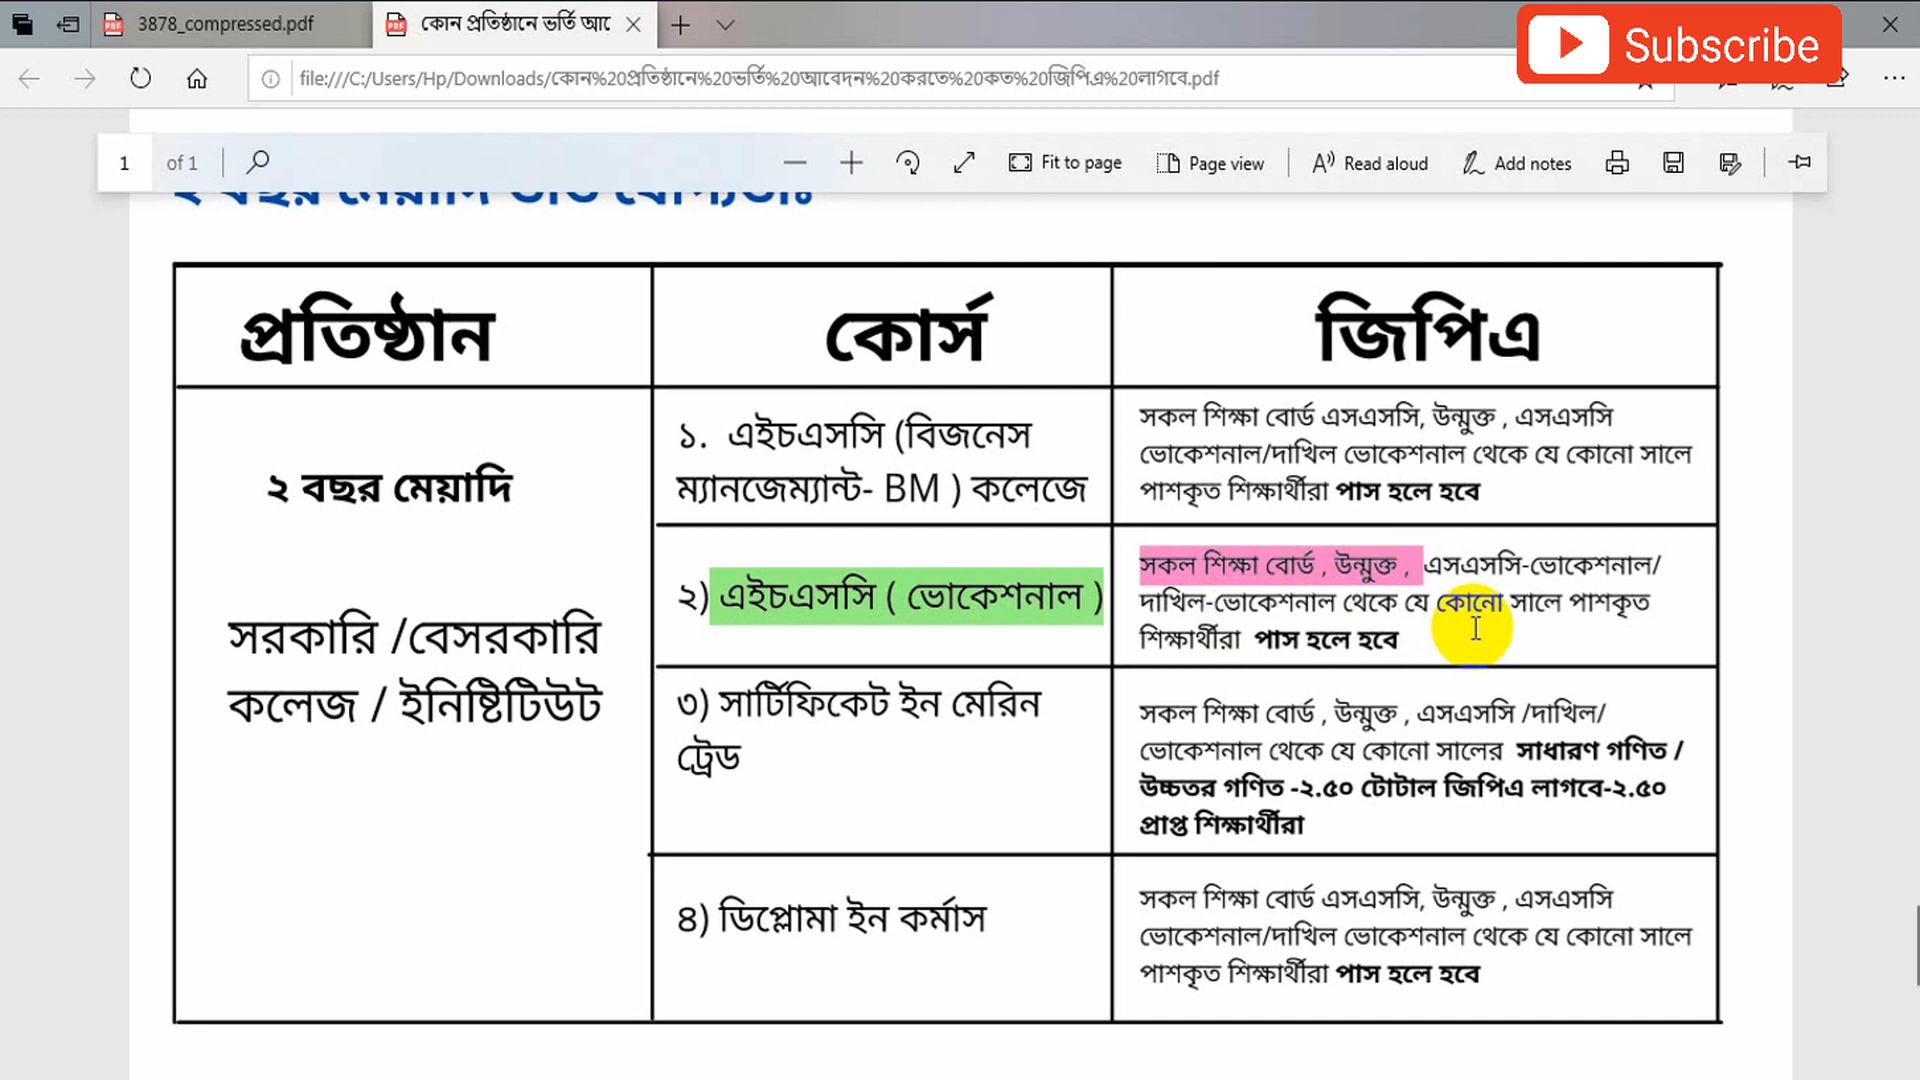 3878_compressed.pdf
কোন প্রতিষ্ঠানে ভর্তি আে
Subscribe
file:///C:/Users/Hp/Downloads/কোন%20প্রতিষ্ঠানে%20ভর্তি%20আবেদন%20করতে%20কত%20জিপিএ%20লাগবে.pdf
1 of 1
Fit to page
Page view
Read aloud
Add notes
২ বছর মেয়াদি ভর্তি যোগ্যতাঃ
প্রতিষ্ঠান
কোর্স
জিপিএ
২ বছর মেয়াদি
সরকারি /বেসরকারি
কলেজ / ইনিষ্টিটিউট
১. এইচএসসি (বিজনেস
ম্যানজেম্যান্ট- BM ) কলেজে
সকল শিক্ষা বোর্ড এসএসসি, উন্মুক্ত , এসএসসি
ভোকেশনাল/দাখিল ভোকেশনাল থেকে যে কোনো সালে
পাশকৃত শিক্ষার্থীরা পাস হলে হবে
২) এইচএসসি ( ভোকেশনাল )
সকল শিক্ষা বোর্ড , উন্মুক্ত , এসএসসি-ভোকেশনাল/
দাখিল-ভোকেশনাল থেকে যে কোনো সালে পাশকৃত
শিক্ষার্থীরা পাস হলে হবে
৩) সার্টিফিকেট ইন মেরিন
ট্রেড
সকল শিক্ষা বোর্ড , উন্মুক্ত , এসএসসি /দাখিল/
ভোকেশনাল থেকে যে কোনো সালের সাধারণ গণিত /
উচ্চতর গণিত -২.৫০ টোটাল জিপিএ লাগবে-২.৫০
প্রাপ্ত শিক্ষার্থীরা
৪) ডিপ্লোমা ইন কর্মাস
সকল শিক্ষা বোর্ড এসএসসি, উন্মুক্ত , এসএসসি
ভোকেশনাল/দাখিল ভোকেশনাল থেকে যে কোনো সালে
পাশকৃত শিক্ষার্থীরা পাস হলে হবে